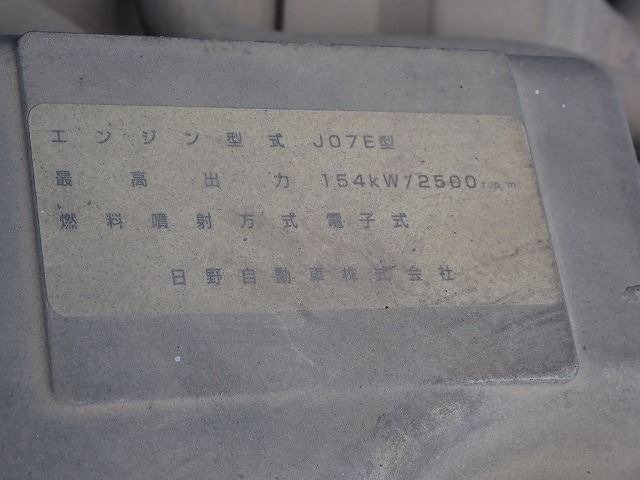 エンジン型式 J07E型
最高出力 154kW/2500r.p.m.
燃料噴射方式 電子式
日野自動車株式会社